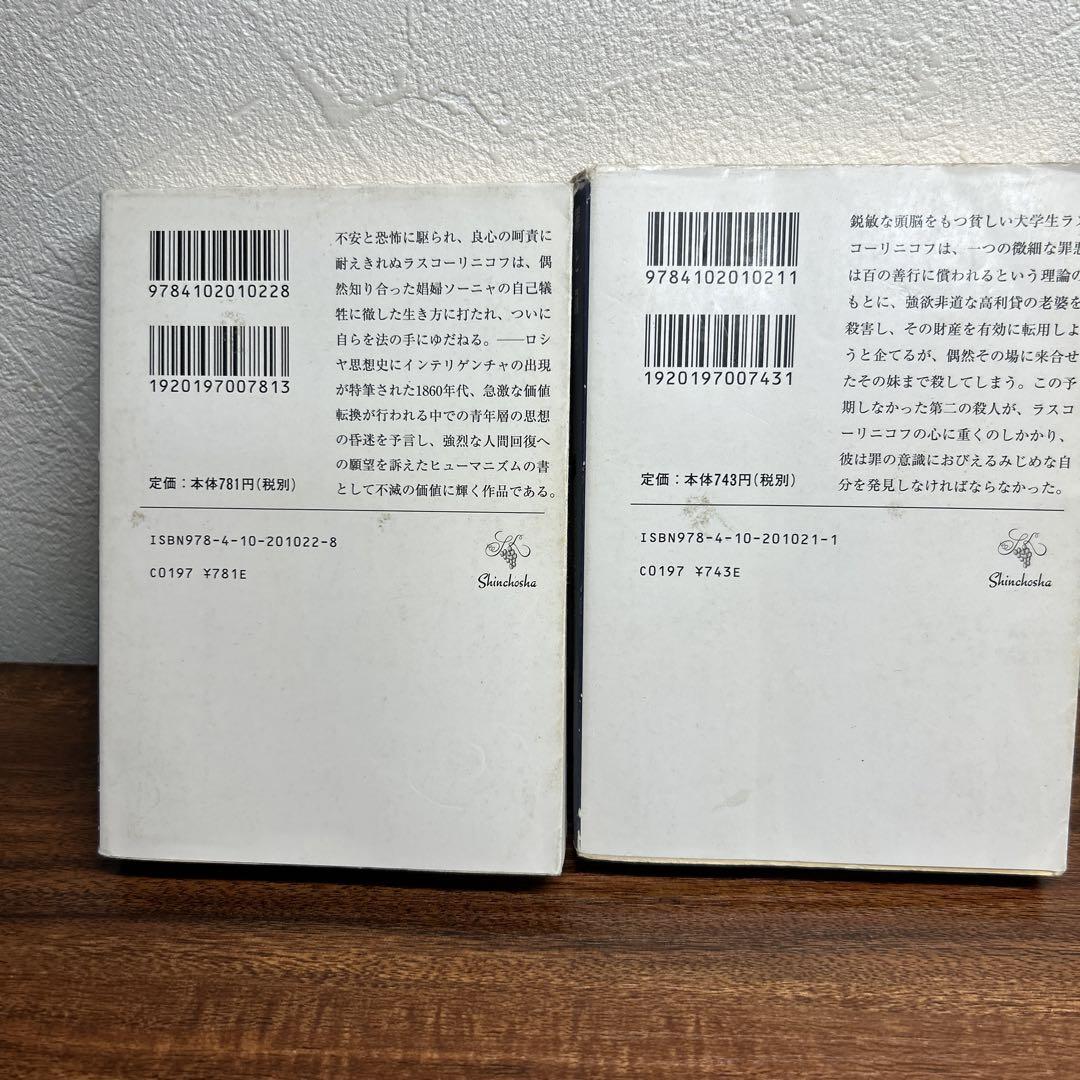 9784102010228
1920197007813
定価：本体781円(税別)
不安と恐怖に駆られ、良心の呵責に
耐えきれぬラスコーリニコフは、偶
然知り合った娼婦ソーニャの自己犠
牲に徹した生き方に打たれ、ついに
自らを法の手にゆだねる。――ロシ
ヤ思想史にインテリゲンチャの出現
が特筆された1860年代、急激な価値
転換が行われる中での青年層の思想
の昏迷を予言し、強烈な人間回復へ
の願望を訴えたヒューマニズムの書
として不滅の価値に輝く作品である。
ISBN978-4-10-201022-8
C0197 ¥781E
Shinchosha
9784102010211
1920197007431
定価：本体743円(税別)
鋭敏な頭脳をもつ貧しい大学生ラス
コーリニコフは、一つの微細な罪悪
は百の善行に償われるという理論の
もとに、強欲非道な高利貸の老婆を
殺害し、その財産を有効に転用しよ
うと企てるが、偶然その場に来合せ
たその妹まで殺してしまう。この予
期しなかった第二の殺人が、ラスコ
ーリニコフの心に重くのしかかり、
彼は罪の意識におびえるみじめな自
分を発見しなければならなかった。
ISBN978-4-10-201021-1
C0197 ¥743E
Shinchosha